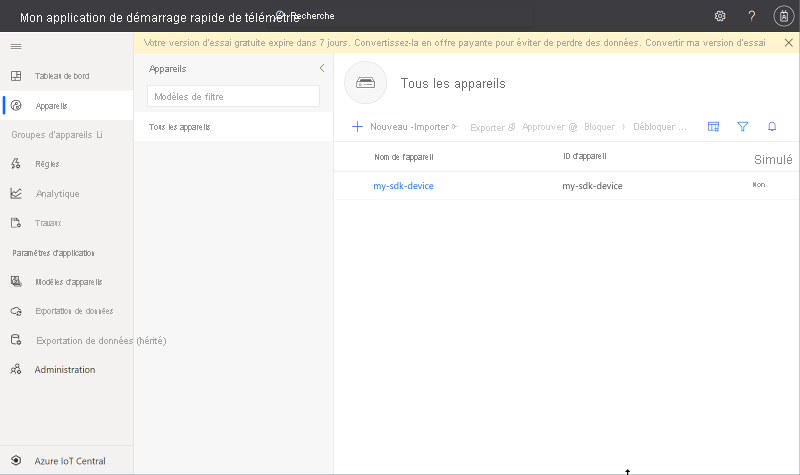 Mon application de démarrage rapide de télémétrie
Recherche
Votre version d'essai gratuite expire dans 7 jours. Convertissez-la en offre payante pour éviter de perdre des données. Convertir ma version d'essai
Tableau de bord
Appareils
Groupes d'appareils Li
Règles
Analytique
Travaux
Paramètres d'application
Modèles d'appareils
Exportation de données
Exportation de données (hérité)
Administration
Azure IoT Central
Appareils
Modèles de filtre
Tous les appareils
Tous les appareils
Nouveau -Importer Exporter Approuver @ Bloquer Débloquer ...
Nom de l'appareil ID d'appareil Simulé
my-sdk-device my-sdk-device Non